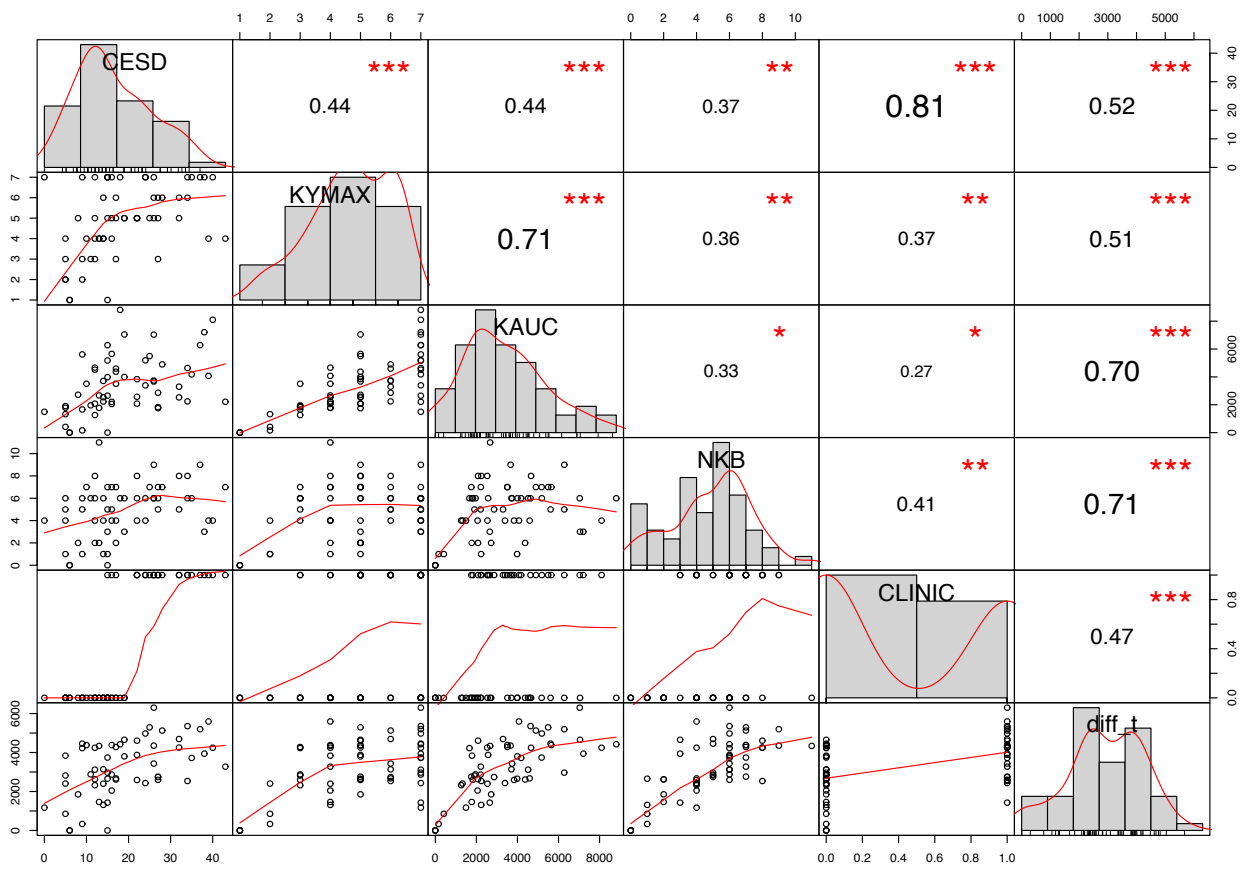 1 2 3 4 5 6 7
0 2 4 6 8 10
0 1000 3000 5000
CESD
***
0.44
***
0.44
**
0.37
***
0.81
***
0.52
0 10 20 30 40
1 2 3 4 5 6 7
KYMAX
***
0.71
**
0.36
**
0.37
***
0.51
KAUC
*
0.33
*
0.27
***
0.70
0 2000 6000
0 2 4 6 8 10
NKB
**
0.41
***
0.71
CLINIC
***
0.47
0.0 0.4 0.8
0 2000 4000 6000
diff_t
0 10 20 30 40
0 2000 4000 6000 8000
0.0 0.2 0.4 0.6 0.8 1.0